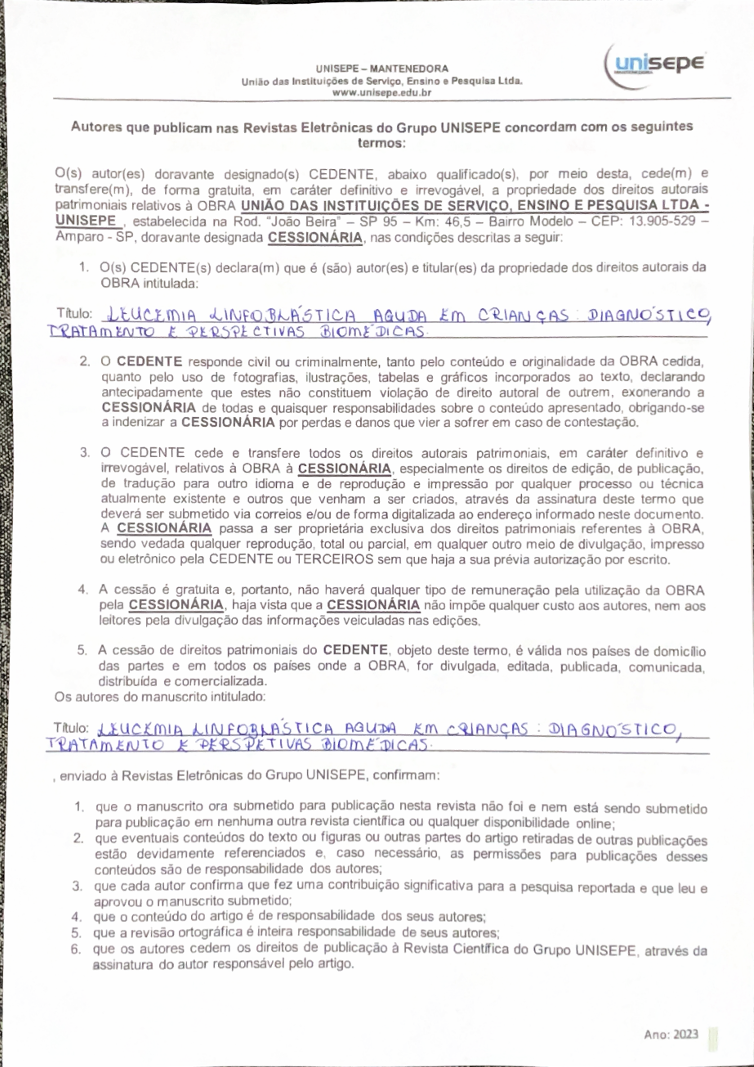 unisepe
UNISEPE – MANTENEDORA
União das Instituições de Serviço, Ensino e Pesquisa Ltda.
www.unisepe.edu.br
Autores que publicam nas Revistas Eletrônicas do Grupo UNISEPE concordam com os seguintes
termos:
O(s) autor(es) doravante designado(s) CEDENTE, abaixo qualificado(s), por meio desta, cede(m) e
transfere(m), de forma gratuita, em caráter definitivo e irrevogável, a propriedade dos direitos autorais
patrimoniais relativos à OBRA UNIÃO DAS INSTITUIÇÕES DE SERVIÇO, ENSINO E PESQUISA LTDA -
UNISEPE , estabelecida na Rod. "João Beira" – SP 95 – Km: 46,5 – Bairro Modelo – CEP: 13.905-529 –
Amparo - SP, doravante designada CESSIONÁRIA, nas condições descritas a seguir:
1. O(s) CEDENTE(s) declara(m) que é (são) autor(es) e titular(es) da propriedade dos direitos autorais da
OBRA intitulada:
Título: LEUCEMIA LINFOBLÁSTICA AGUDA EM CRIANÇAS : DIAGNÓSTICO,
TRATAMENTO E PERSPECTIVAS BIOMÉDICAS.
2. O CEDENTE responde civil ou criminalmente, tanto pelo conteúdo e originalidade da OBRA cedida,
quanto pelo uso de fotografias, ilustrações, tabelas e gráficos incorporados ao texto, declarando
antecipadamente que estes não constituem violação de direito autoral de outrem, exonerando a
CESSIONÁRIA de todas e quaisquer responsabilidades sobre o conteúdo apresentado, obrigando-se
a indenizar a CESSIONÁRIA por perdas e danos que vier a sofrer em caso de contestação.
3. O CEDENTE cede e transfere todos os direitos autorais patrimoniais, em caráter definitivo e
irrevogável, relativos à OBRA à CESSIONÁRIA, especialmente os direitos de edição, de publicação,
de tradução para outro idioma e de reprodução e impressão por qualquer processo ou técnica
atualmente existente e outros que venham a ser criados, através da assinatura deste termo que
deverá ser submetido via correios e/ou de forma digitalizada ao endereço informado neste documento.
A CESSIONÁRIA passa a ser proprietária exclusiva dos direitos patrimoniais referentes à OBRA,
sendo vedada qualquer reprodução, total ou parcial, em qualquer outro meio de divulgação, impresso
ou eletrônico pela CEDENTE ou TERCEIROS sem que haja a sua prévia autorização por escrito.
4. A cessão é gratuita e, portanto, não haverá qualquer tipo de remuneração pela utilização da OBRA
pela CESSIONÁRIA, haja vista que a CESSIONÁRIA não impõe qualquer custo aos autores, nem aos
leitores pela divulgação das informações veiculadas nas edições.
5. A cessão de direitos patrimoniais do CEDENTE, objeto deste termo, é válida nos países de domicílio
das partes e em todos os países onde a OBRA, for divulgada, editada, publicada, comunicada,
distribuída e comercializada.
Os autores do manuscrito intitulado:
Título: LEUCEMIA LINFOBLÁSTICA AGUDA EM CRIANÇAS : DIAGNÓSTICO,
TRATAMENTO E PERSPETIVAS BIOMÉDICAS.
, enviado à Revistas Eletrônicas do Grupo UNISEPE, confirmam:
1. que o manuscrito ora submetido para publicação nesta revista não foi e nem está sendo submetido
para publicação em nenhuma outra revista científica ou qualquer disponibilidade online;
2. que eventuais conteúdos do texto ou figuras ou outras partes do artigo retiradas de outras publicações
estão devidamente referenciados e, caso necessário, as permissões para publicações desses
conteúdos são de responsabilidade dos autores;
3. que cada autor confirma que fez uma contribuição significativa para a pesquisa reportada e que leu e
aprovou o manuscrito submetido;
4. que o conteúdo do artigo é de responsabilidade dos seus autores;
5. que a revisão ortográfica é inteira responsabilidade de seus autores;
6. que os autores cedem os direitos de publicação à Revista Científica do Grupo UNISEPE, através da
assinatura do autor responsável pelo artigo.
Ano: 2023